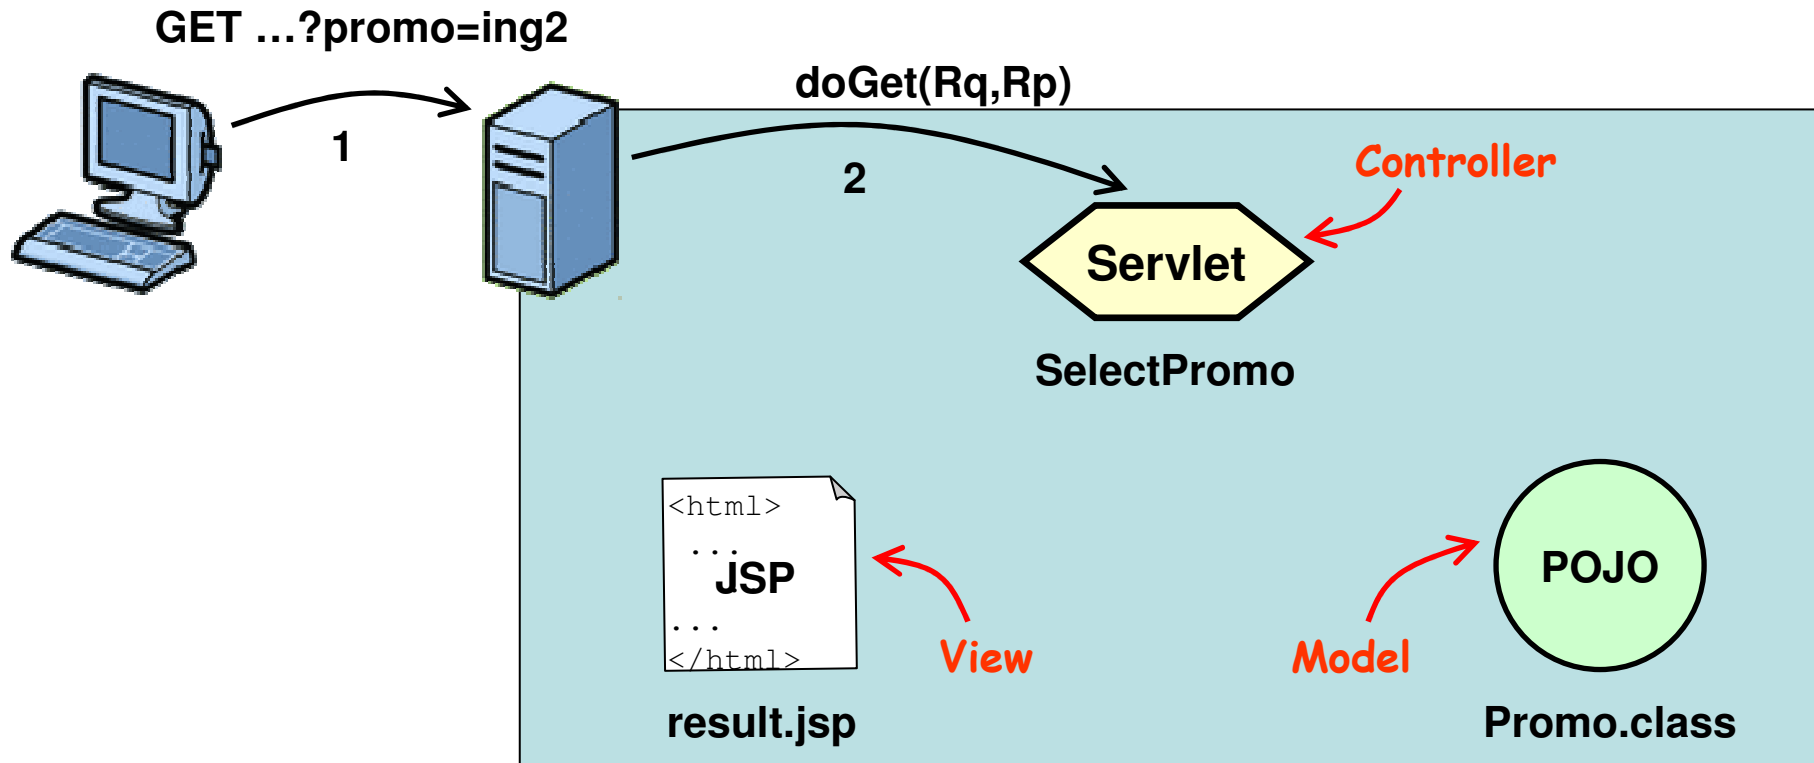 GET …?promo=ing2
doGet(Rq,Rp)
1
2
Controller
Servlet
SelectPromo
<html>
...
JSP
...
</html>
POJO
View
Model
result.jsp
Promo.class